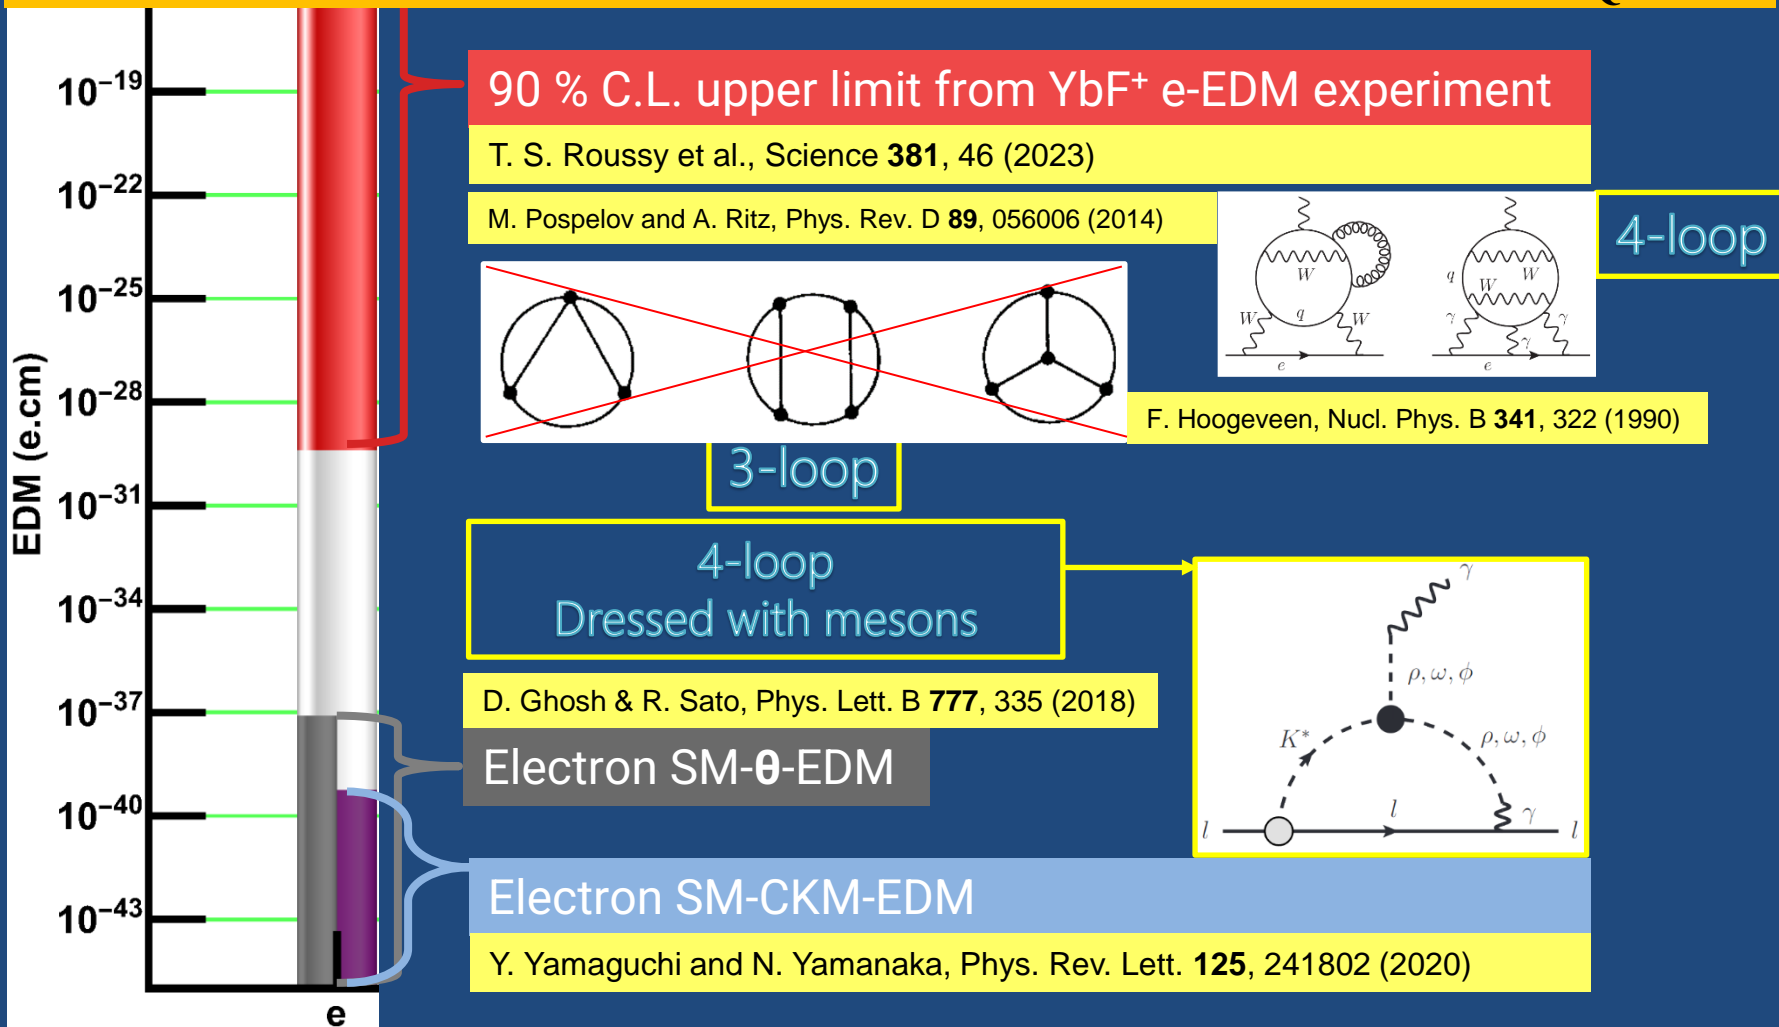 10−19
10−22
10−25
10−28
10−31
10−34
10−37
10−40
10−43
EDM (e.cm)
e
90 % C.L. upper limit from YbF+ e-EDM experiment
T. S. Roussy et al., Science 381, 46 (2023)
M. Pospelov and A. Ritz, Phys. Rev. D 89, 056006 (2014)
W
W
q
W
e
q
W
W
γ
γ
γ
e
4-loop
F. Hoogeveen, Nucl. Phys. B 341, 322 (1990)
3-loop
4-loop
Dressed with mesons
γ
ρ, ω, ϕ
K*
ρ, ω, ϕ
l
l
γ
l
D. Ghosh & R. Sato, Phys. Lett. B 777, 335 (2018)
Electron SM-θ-EDM
Electron SM-CKM-EDM
Y. Yamaguchi and N. Yamanaka, Phys. Rev. Lett. 125, 241802 (2020)